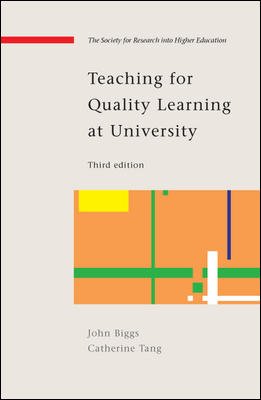 The Society for Research into Higher Education
Teaching for
Quality Learning
at University
Third edition
John Biggs
Catherine Tang